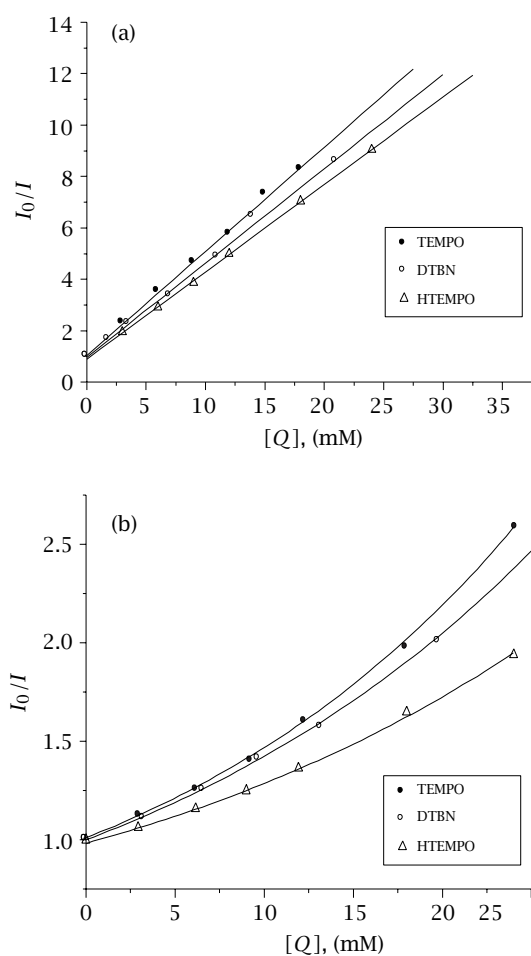 (a)
14
12
10
8
6
4
2
0
I0/I
TEMPO
DTBN
HTEMPO
0 5 10 15 20 25 30 35
[Q], (mM)
(b)
2.5
2.0
1.5
1.0
I0/I
TEMPO
DTBN
HTEMPO
0 5 10 15 20 25
[Q], (mM)